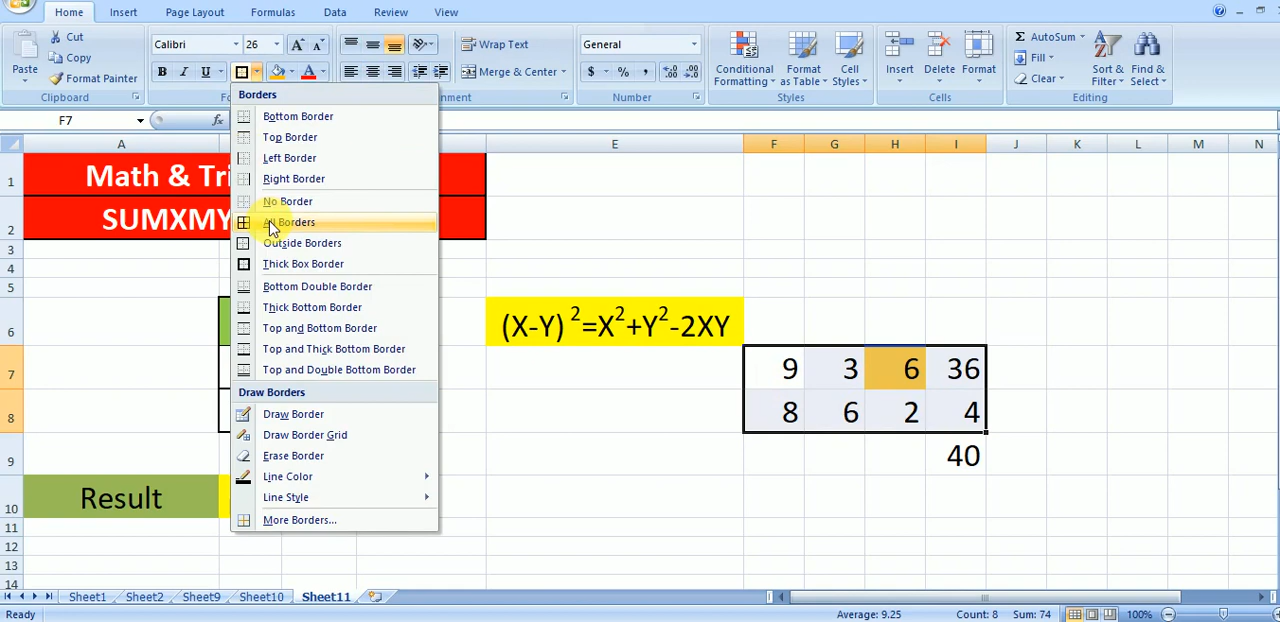 Home Insert Page Layout Formulas Data Review View
Cut
Copy
Format Painter
Paste
Clipboard
Calibri 26 A A
B I U A
Wrap Text
Merge & Center
General
$ % ,
Number
Conditional Formatting
Format as Table
Cell Styles
Styles
Insert Delete Format
Cells
AutoSum
Fill
Clear
Sort & Filter
Find & Select
Editing
F7 fx
Borders
Bottom Border
Top Border
Left Border
Right Border
No Border
All Borders
Outside Borders
Thick Box Border
Bottom Double Border
Thick Bottom Border
Top and Bottom Border
Top and Thick Bottom Border
Top and Double Bottom Border
Draw Borders
Draw Border
Draw Border Grid
Erase Border
Line Color
Line Style
More Borders...
A E F G H I J K L M N
1 Math & Tri
2 SUMXMY
3
4
5
6 (X-Y) ²=X²+Y²-2XY
7 9 3 6 36
8 8 6 2 4
9 40
10 Result
11
12
13
14
Sheet1 Sheet2 Sheet9 Sheet10 Sheet11
Ready Average: 9.25 Count: 8 Sum: 74 100%